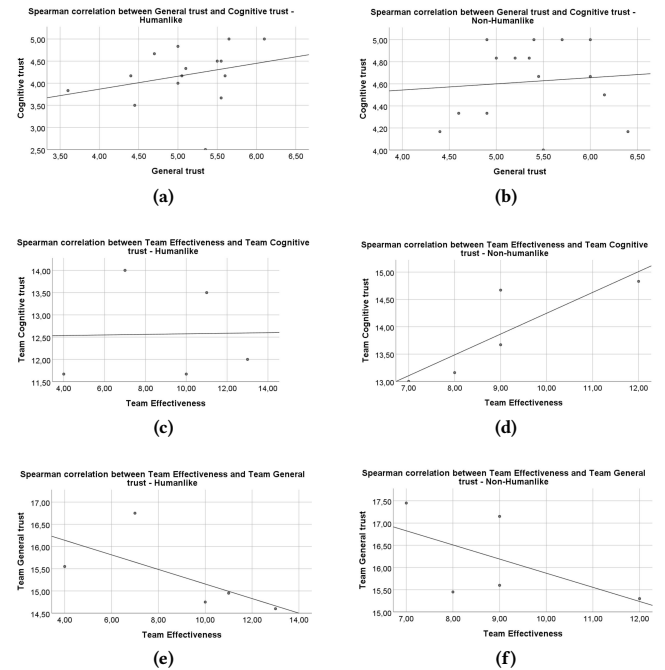 Spearman correlation between General trust and Cognitive trust -
Humanlike
Cognitive trust
5,00
4,50
4,00
3,50
3,00
2,50
3,50 4,00 4,50 5,00 5,50 6,00 6,50
General trust
(a)
Spearman correlation between General trust and Cognitive trust -
Non-Humanlike
Cognitive trust
5,00
4,80
4,60
4,40
4,20
4,00
4,00 4,50 5,00 5,50 6,00 6,50
General trust
(b)
Spearman correlation between Team Effectiveness and Team Cognitive
trust - Humanlike
Team Cognitive trust
14,00
13,50
13,00
12,50
12,00
11,50
4,00 6,00 8,00 10,00 12,00 14,00
Team Effectiveness
(c)
Spearman correlation between Team Effectiveness and Team Cognitive
trust - Non-humanlike
Team Cognitive trust
15,00
14,50
14,00
13,50
13,00
7,00 8,00 9,00 10,00 11,00 12,00
Team Effectiveness
(d)
Spearman correlation between Team Effectiveness and Team General
trust - Humanlike
Team General trust
17,00
16,50
16,00
15,50
15,00
14,50
4,00 6,00 8,00 10,00 12,00 14,00
Team Effectiveness
(e)
Spearman correlation between Team Effectiveness and Team General
trust - Non-Humanlike
Team General trust
17,50
17,00
16,50
16,00
15,50
15,00
7,00 8,00 9,00 10,00 11,00 12,00
Team Effectiveness
(f)